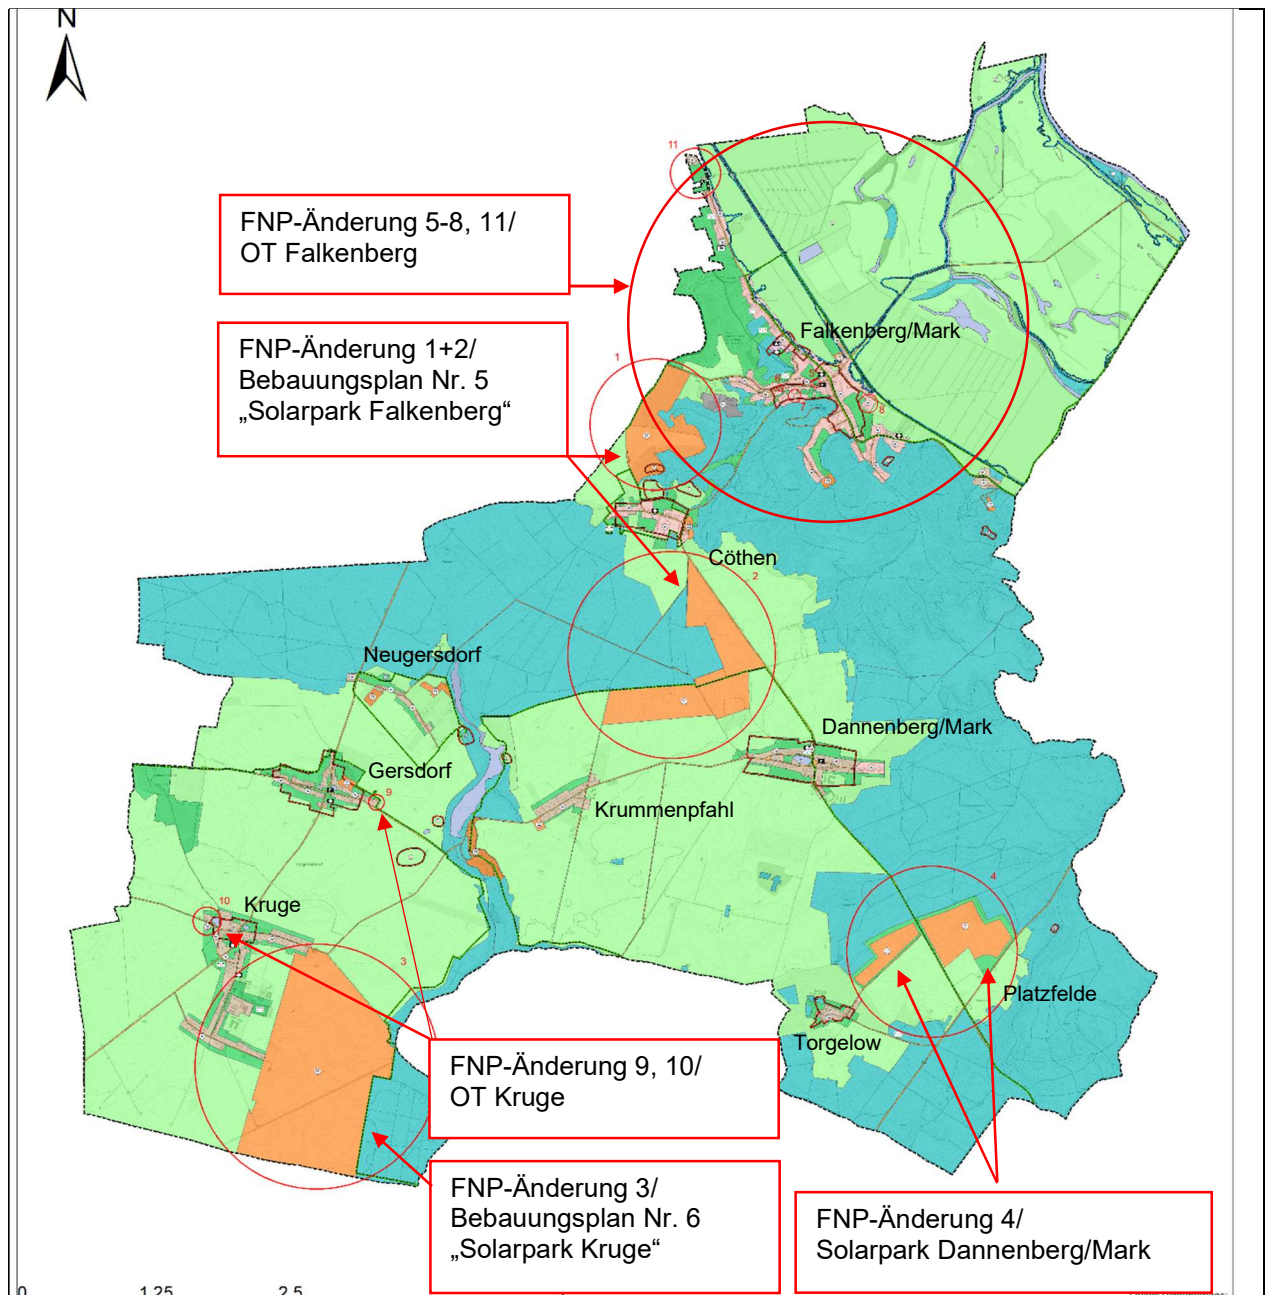 N
11
FNP-Änderung 5-8, 11/
OT Falkenberg
Falkenberg/Mark
FNP-Änderung 1+2/
Bebauungsplan Nr. 5
„Solarpark Falkenberg“
1
8
Cöthen
2
Neugersdorf
Dannenberg/Mark
Gersdorf
9
Krummenpfahl
4
10
Kruge
3
Platzfelde
Torgelow
FNP-Änderung 9, 10/
OT Kruge
FNP-Änderung 3/
Bebauungsplan Nr. 6
„Solarpark Kruge“
FNP-Änderung 4/
Solarpark Dannenberg/Mark
0 1,25 2,5